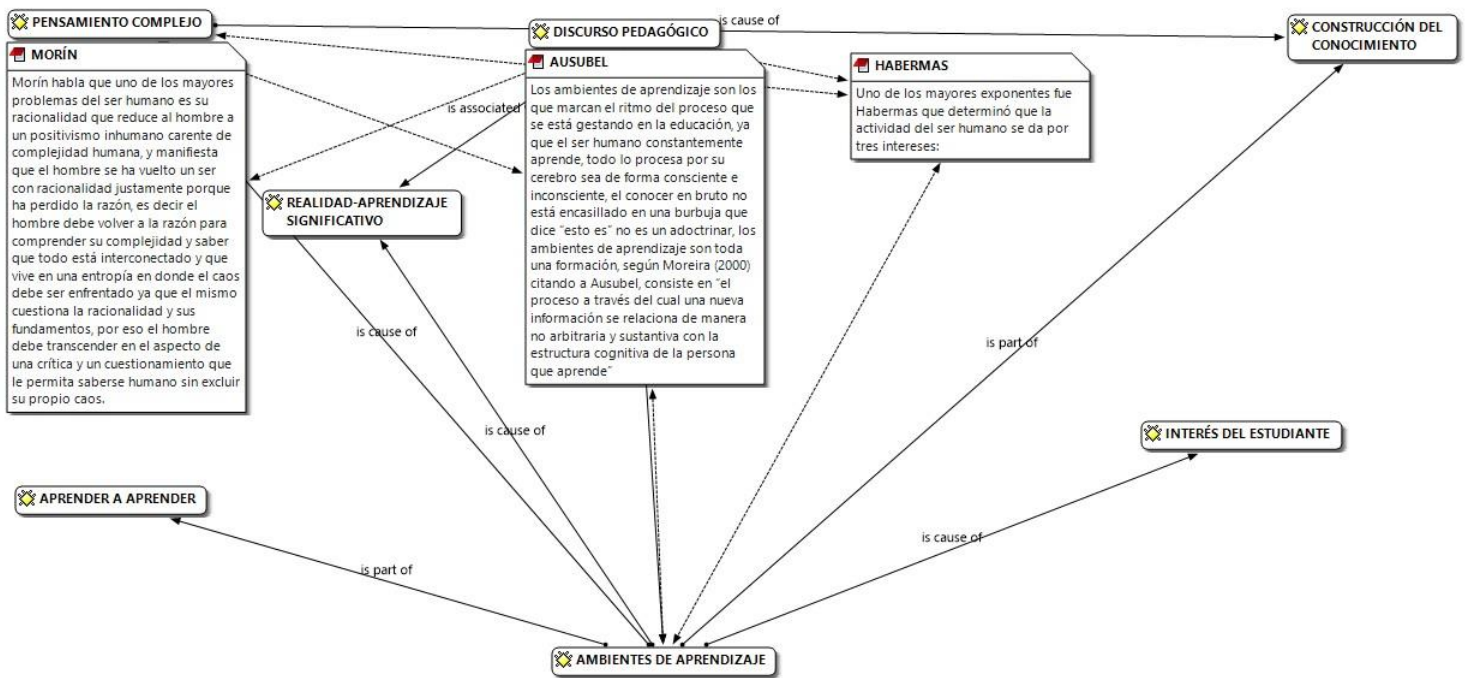 PENSAMIENTO COMPLEJO
MORÍN
Morín habla que uno de los mayores
problemas del ser humano es su
racionalidad que reduce al hombre a
un positivismo inhumano carente de
complejidad humana, y manifiesta
que el hombre se ha vuelto un ser
con racionalidad justamente porque
ha perdido la razón, es decir el
hombre debe volver a la razón para
comprender su complejidad y saber
que todo está interconectado y que
vive en una entropía en donde el caos
debe ser enfrentado ya que el mismo
cuestiona la racionalidad y sus
fundamentos, por eso el hombre
debe transcender en el aspecto de
una crítica y un cuestionamiento que
le permita saberse humano sin excluir
su propio caos.
DISCURSO PEDAGÓGICO
AUSUBEL
Los ambientes de aprendizaje son los
que marcan el ritmo del proceso que
se está gestando en la educación, ya
que el ser humano constantemente
aprende, todo lo procesa por su
cerebro sea de forma consciente e
inconsciente, el conocer en bruto no
está encasillado en una burbuja que
dice “esto es” no es un adoctrinar, los
ambientes de aprendizaje son toda
una formación, según Moreira (2000)
citando a Ausubel, consiste en “el
proceso a través del cual una nueva
información se relaciona de manera
no arbitraria y sustantiva con la
estructura cognitiva de la persona
que aprende”
is cause of
CONSTRUCCIÓN DEL
CONOCIMIENTO
HABERMAS
Uno de los mayores exponentes fue
Habermas que determinó que la
actividad del ser humano se da por
tres intereses:
is associated
REALIDAD-APRENDIZAJE
SIGNIFICATIVO
is cause of
is part of
is cause of
INTERÉS DEL ESTUDIANTE
APRENDER A APRENDER
is cause of
is part of
AMBIENTES DE APRENDIZAJE